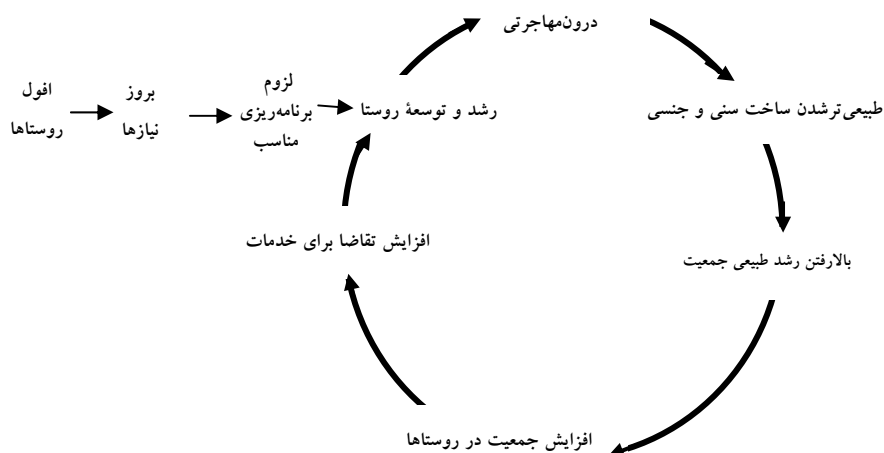 درون‌مهاجرتی
طبیعی‌ترشدن ساخت سنی و جنسی
بالارفتن رشد طبیعی جمعیت
افزایش جمعیت در روستاها
افزایش تقاضا برای خدمات
رشد و توسعهٔ روستا
لزوم
برنامه‌ریزی
مناسب
بروز
نیازها
افول
روستاها